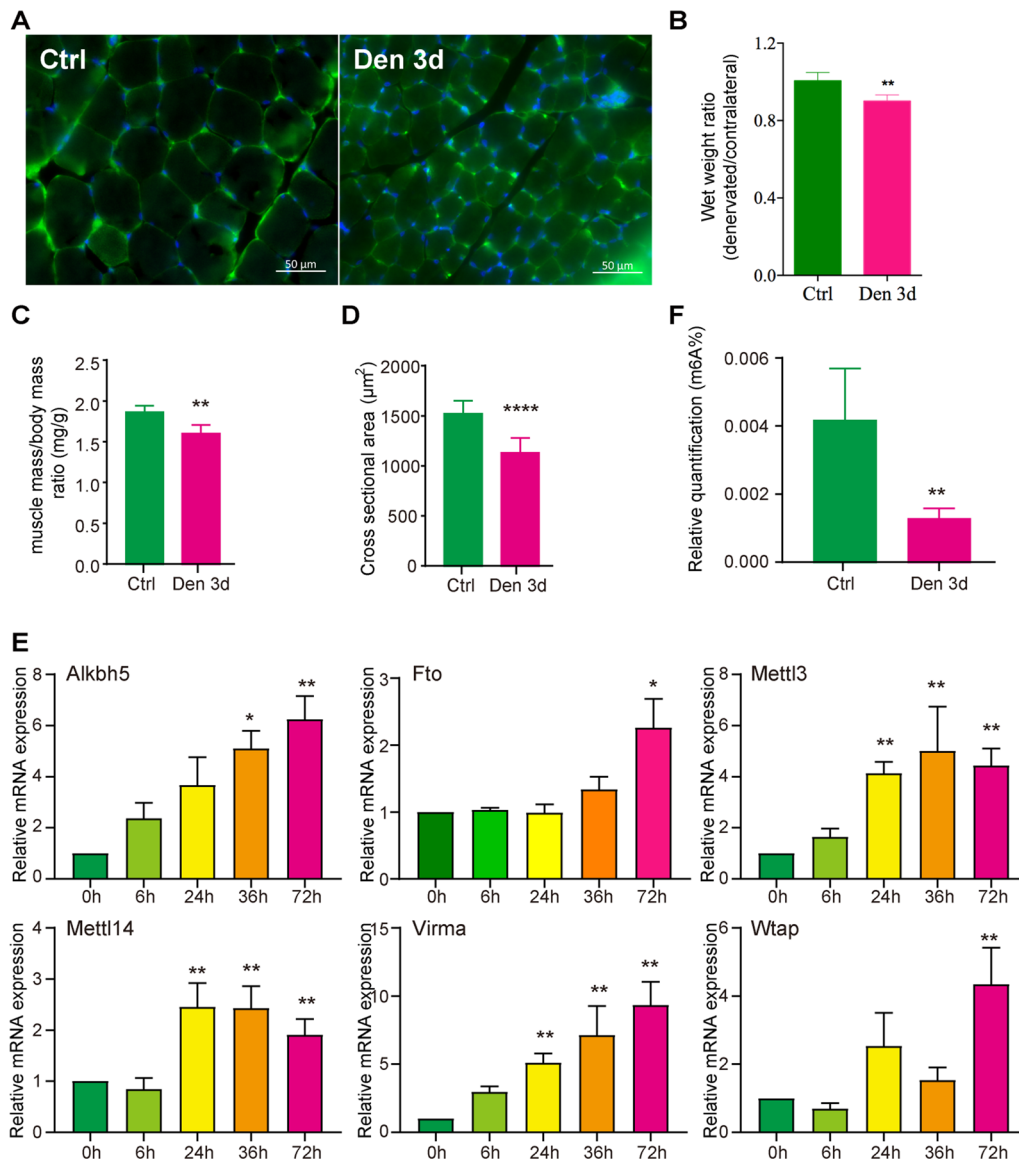 A
Ctrl
50 μm
Den 3d
50 μm
B
Wet weight ratio
(denervated/contralateral)
1.2
0.8
0.4
0.0
**
Ctrl
Den 3d
C
muscle mass/body mass
ratio (mg/g)
2.5
2.0
1.5
1.0
0.5
0.0
**
Ctrl
Den 3d
D
Cross sectional area (μm²)
2000
1500
1000
500
0
****
Ctrl
Den 3d
F
Relative quantification (m6A%)
0.006
0.004
0.002
0.000
**
Ctrl
Den 3d
E
Alkbh5
Relative mRNA expression
8
6
4
2
0
*
**
0h 6h 24h 36h 72h
Fto
Relative mRNA expression
3
2
1
0
*
0h 6h 24h 36h 72h
Mettl3
Relative mRNA expression
8
6
4
2
0
**
**
**
0h 6h 24h 36h 72h
Mettl14
Relative mRNA expression
4
3
2
1
0
**
**
**
0h 6h 24h 36h 72h
Virma
Relative mRNA expression
15
10
5
0
**
**
**
0h 6h 24h 36h 72h
Wtap
Relative mRNA expression
6
4
2
0
**
0h 6h 24h 36h 72h